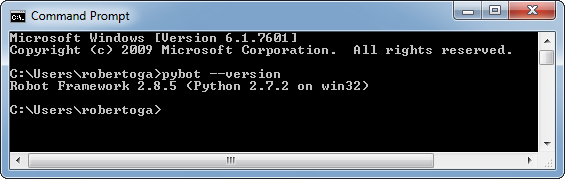 Command Prompt
Microsoft Windows [Version 6.1.7601]
Copyright (c) 2009 Microsoft Corporation.  All rights reserved.
C:\Users\robertoga>pybot --version
Robot Framework 2.8.5 (Python 2.7.2 on win32)
C:\Users\robertoga>